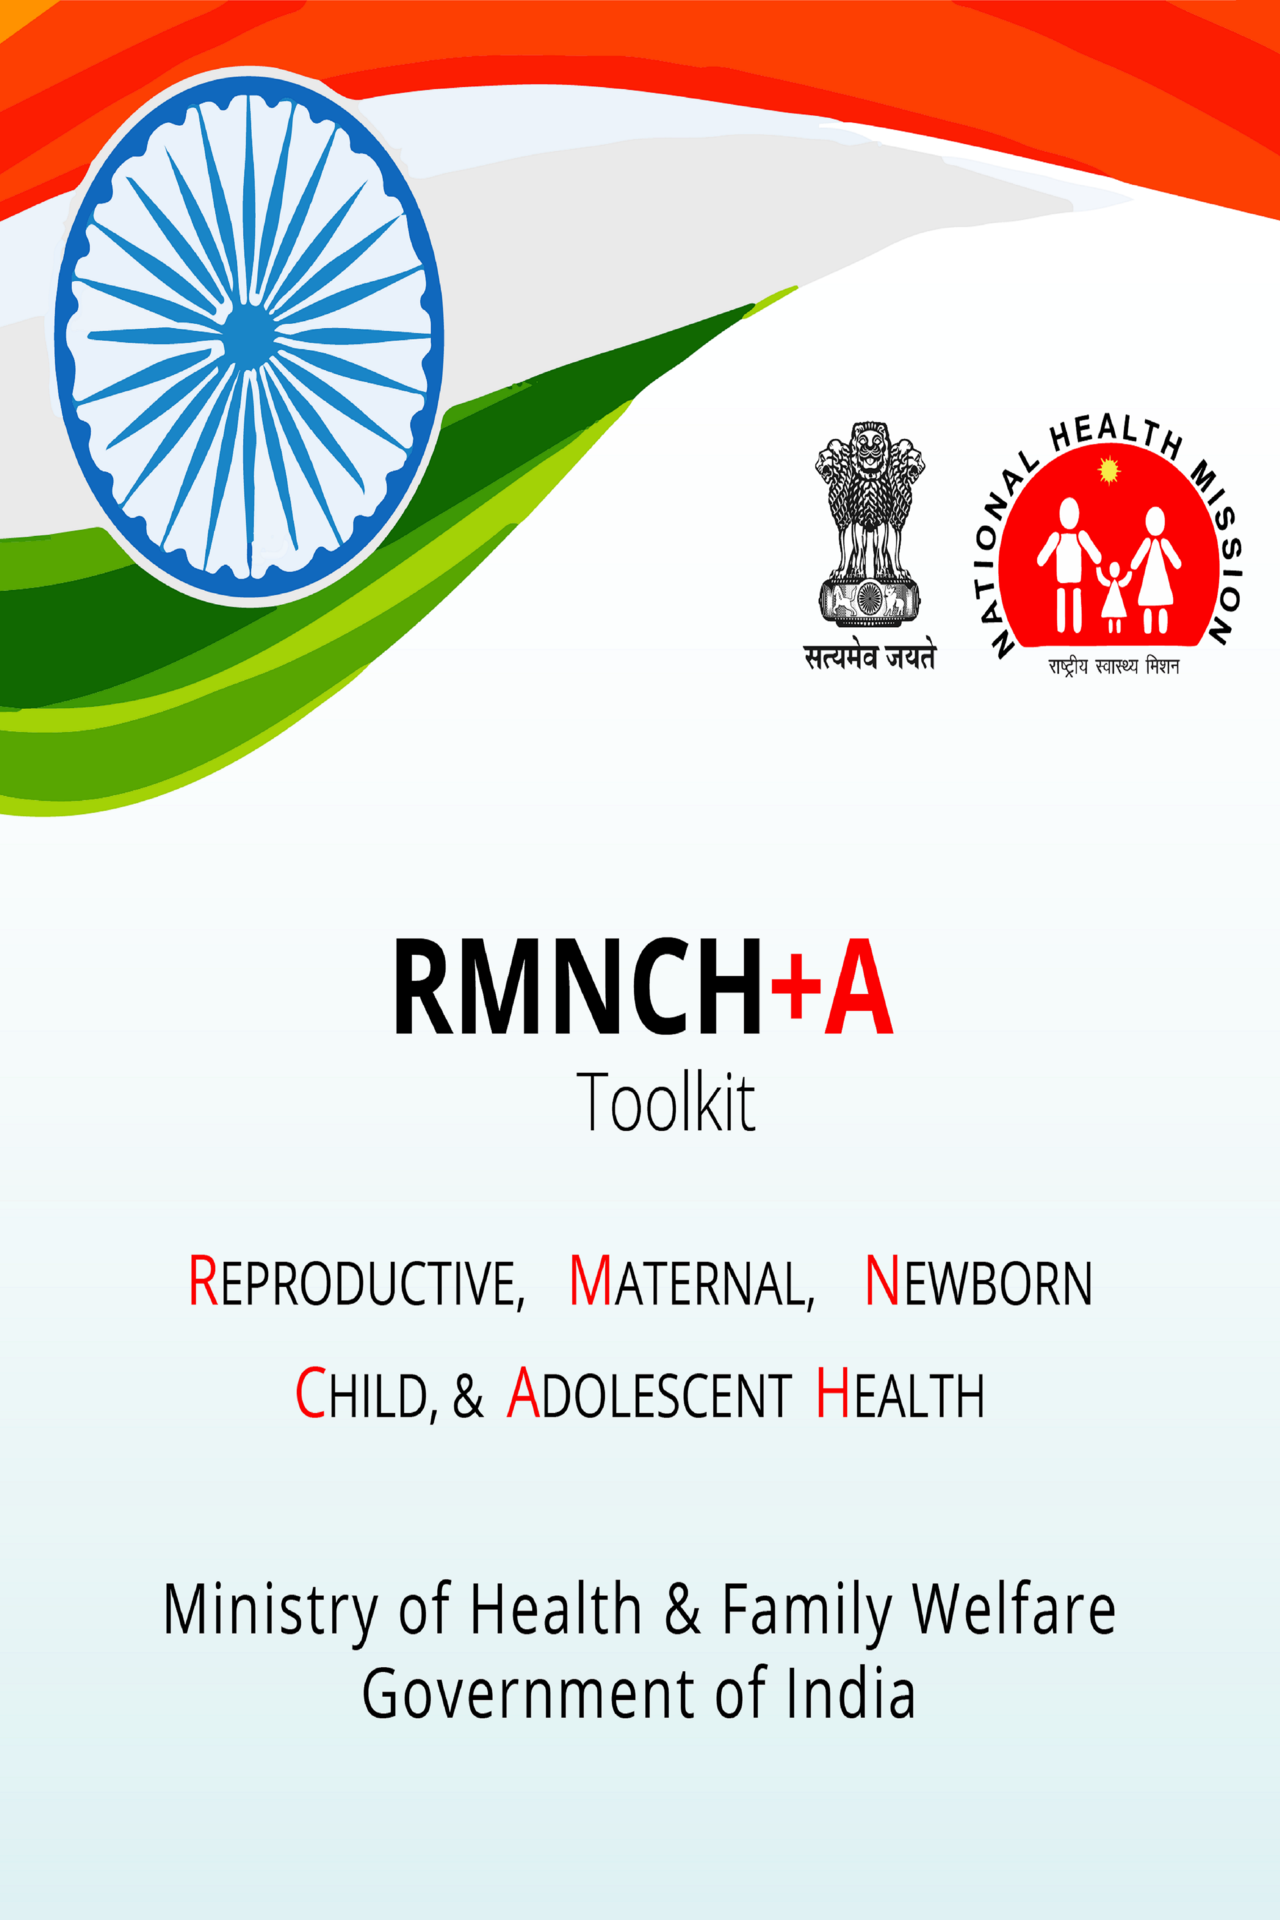 NATIONAL HEALTH MISSION
सत्यमेव जयते
राष्ट्रीय स्वास्थ्य मिशन
RMNCH+A
Toolkit
REPRODUCTIVE, MATERNAL, NEWBORN
CHILD, & ADOLESCENT HEALTH
Ministry of Health & Family Welfare
Government of India